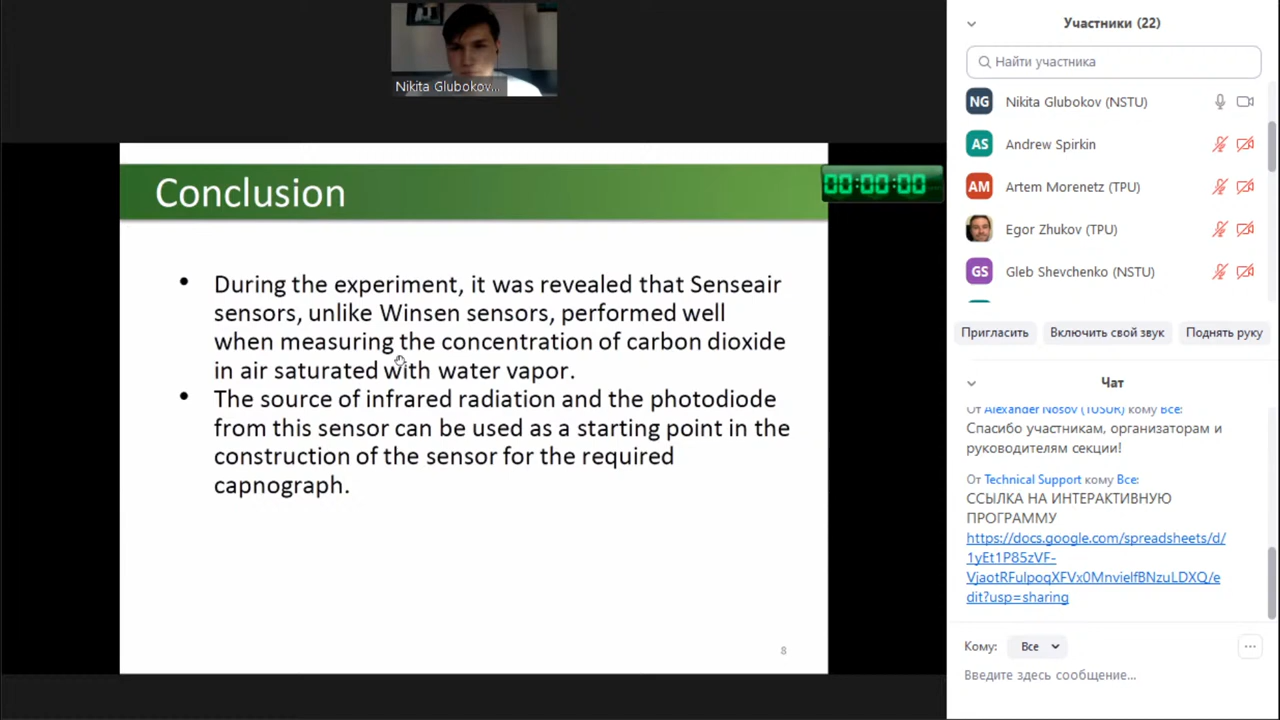 Nikita Glubokov...
Conclusion
00:00:00
• During the experiment, it was revealed that Senseair
sensors, unlike Winsen sensors, performed well
when measuring the concentration of carbon dioxide
in air saturated with water vapor.
• The source of infrared radiation and the photodiode
from this sensor can be used as a starting point in the
construction of the sensor for the required
capnograph.
8
Участники (22)
Найти участника
NG Nikita Glubokov (NSTU)
AS Andrew Spirkin
AM Artem Morenetz (TPU)
Egor Zhukov (TPU)
GS Gleb Shevchenko (NSTU)
Пригласить Включить свой звук Поднять руку
Чат
От Alexander Nosov (TUSUR) кому Все:
Спасибо участникам, организаторам и
руководителям секции!
От Technical Support кому Все:
ССЫЛКА НА ИНТЕРАКТИВНУЮ
ПРОГРАММУ
https://docs.google.com/spreadsheets/d/
1yEt1P85zVF-
VjaotRFulpoqXFVx0MnvielfBNzuLDXQ/e
dit?usp=sharing
Кому: Все
Введите здесь сообщение...